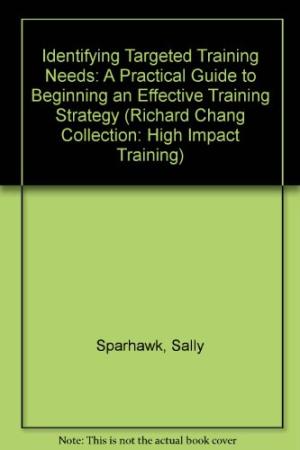 Identifying Targeted Training
Needs: A Practical Guide to
Beginning an Effective Training
Strategy (Richard Chang
Collection: High Impact
Training)
Sparhawk, Sally
Note: This is not the actual book cover